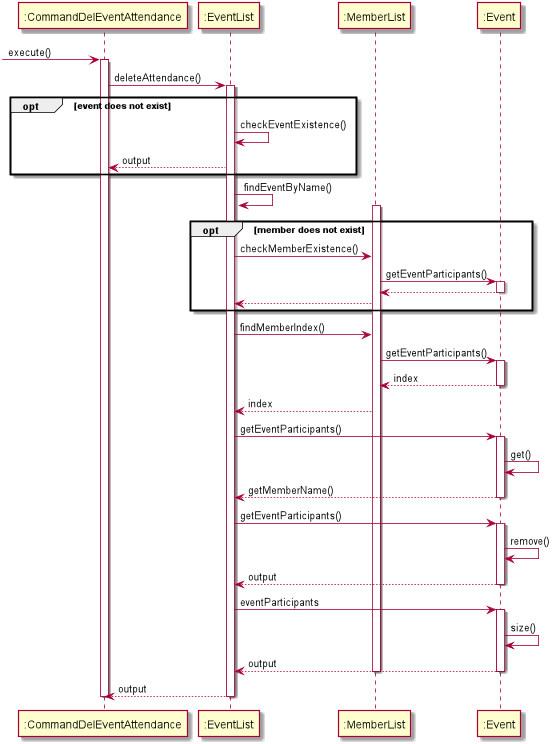 :CommandDelEventAttendance :EventList :MemberList :Event
execute()
deleteAttendance()
opt [event does not exist]
checkEventExistence()
output
findEventByName()
opt [member does not exist]
checkMemberExistence()
getEventParticipants()
findMemberIndex()
getEventParticipants()
index
index
getEventParticipants()
get()
getMemberName()
getEventParticipants()
remove()
output
eventParticipants
size()
output
output
:CommandDelEventAttendance :EventList :MemberList :Event